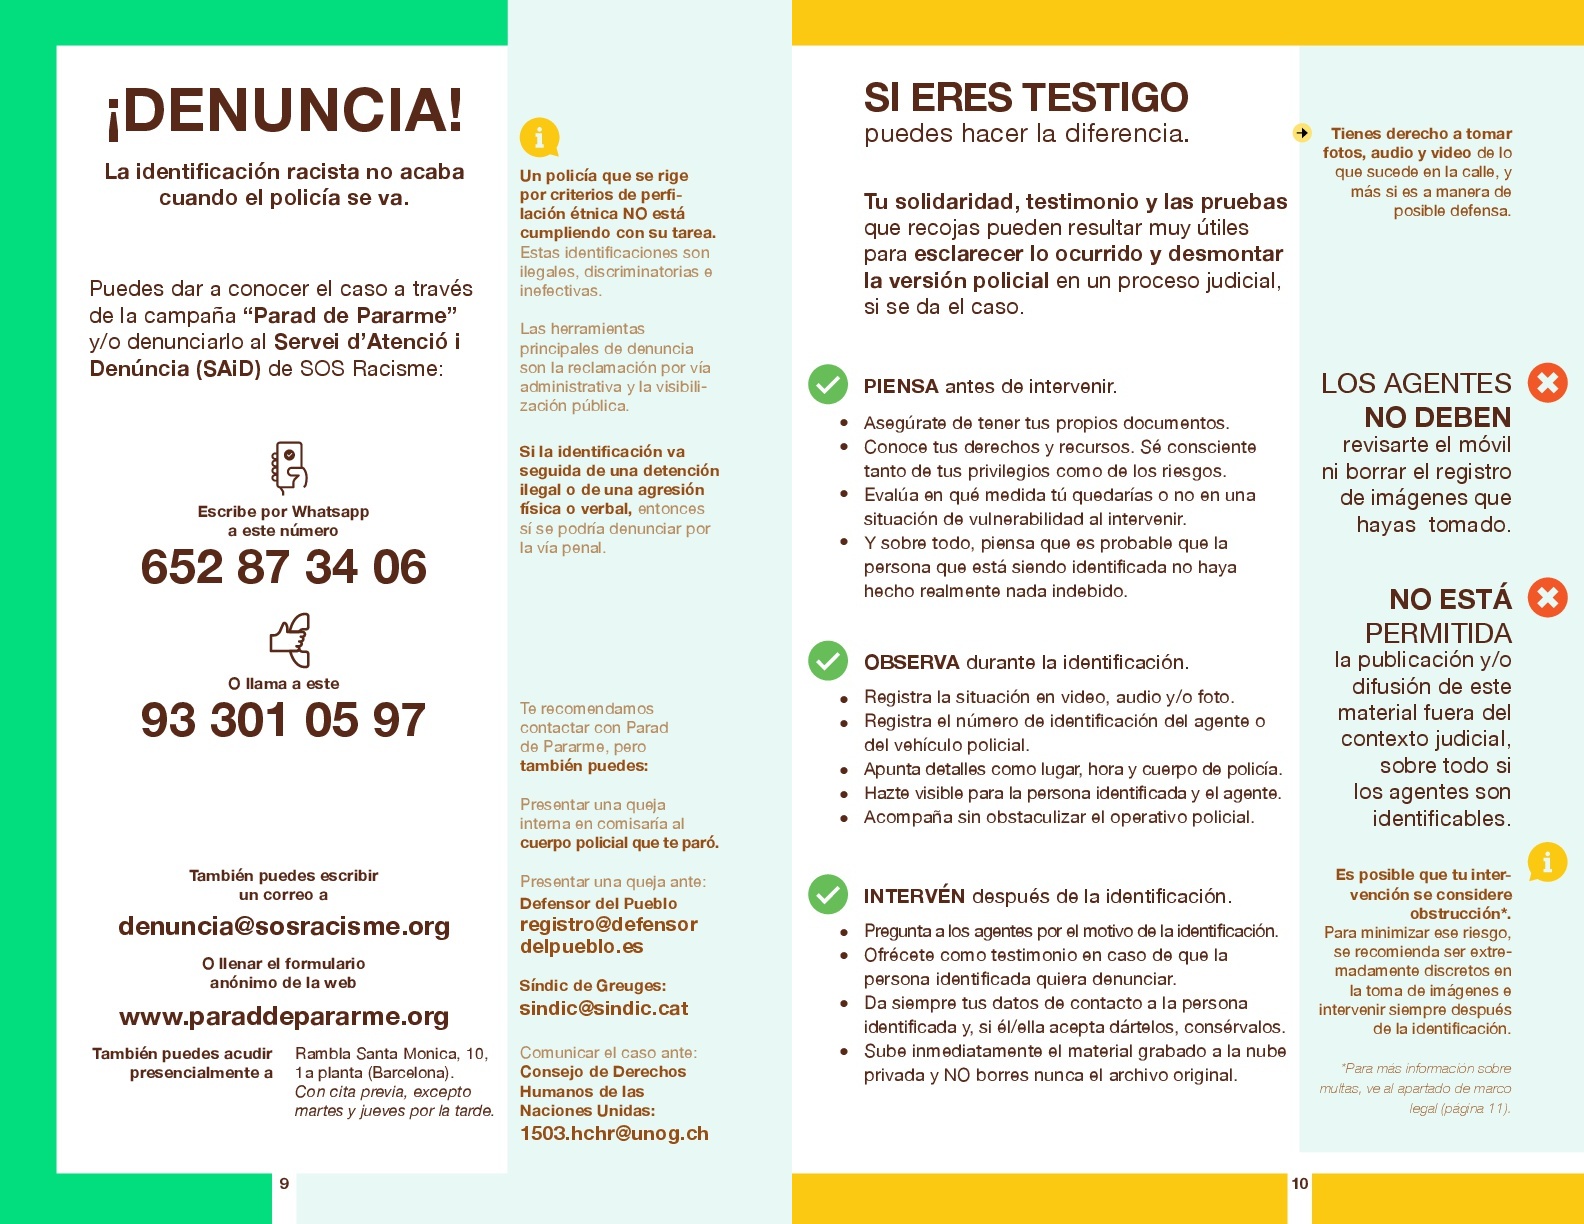 ¡DENUNCIA!
La identificación racista no acaba
cuando el policía se va.
Puedes dar a conocer el caso a través
de la campaña “Parad de Pararme”
y/o denunciarlo al Servei d’Atenció i
Denúncia (SAiD) de SOS Racisme:
Escribe por Whatsapp
a este número
652 87 34 06
O llama a este
93 301 05 97
También puedes escribir
un correo a
denuncia@sosracisme.org
O llenar el formulario
anónimo de la web
www.paraddepararme.org
También puedes acudir
presencialmente a
Rambla Santa Monica, 10,
1a planta (Barcelona).
Con cita previa, excepto
martes y jueves por la tarde.
i
Un policía que se rige
por criterios de perfi-
lación étnica NO está
cumpliendo con su tarea.
Estas identificaciones son
ilegales, discriminatorias e
inefectivas.
Las herramientas
principales de denuncia
son la reclamación por vía
administrativa y la visibili-
zación pública.
Si la identificación va
seguida de una detención
ilegal o de una agresión
física o verbal, entonces
sí se podría denunciar por
la vía penal.
Te recomendamos
contactar con Parad
de Pararme, pero
también puedes:
Presentar una queja
interna en comisaría al
cuerpo policial que te paró.
Presentar una queja ante:
Defensor del Pueblo
registro@defensor
delpueblo.es
Síndic de Greuges:
sindic@sindic.cat
Comunicar el caso ante:
Consejo de Derechos
Humanos de las
Naciones Unidas:
1503.hchr@unog.ch
9
SI ERES TESTIGO
puedes hacer la diferencia.
Tu solidaridad, testimonio y las pruebas
que recojas pueden resultar muy útiles
para esclarecer lo ocurrido y desmontar
la versión policial en un proceso judicial,
si se da el caso.
PIENSA antes de intervenir.
• Asegúrate de tener tus propios documentos.
• Conoce tus derechos y recursos. Sé consciente
tanto de tus privilegios como de los riesgos.
• Evalúa en qué medida tú quedarías o no en una
situación de vulnerabilidad al intervenir.
• Y sobre todo, piensa que es probable que la
persona que está siendo identificada no haya
hecho realmente nada indebido.
OBSERVA durante la identificación.
• Registra la situación en video, audio y/o foto.
• Registra el número de identificación del agente o
del vehículo policial.
• Apunta detalles como lugar, hora y cuerpo de policía.
• Hazte visible para la persona identificada y el agente.
• Acompaña sin obstaculizar el operativo policial.
INTERVÉN después de la identificación.
• Pregunta a los agentes por el motivo de la identificación.
• Ofrécete como testimonio en caso de que la
persona identificada quiera denunciar.
• Da siempre tus datos de contacto a la persona
identificada y, si él/ella acepta dártelos, consérvalos.
• Sube inmediatamente el material grabado a la nube
privada y NO borres nunca el archivo original.
Tienes derecho a tomar
fotos, audio y video de lo
que sucede en la calle, y
más si es a manera de
posible defensa.
LOS AGENTES
NO DEBEN
revisarte el móvil
ni borrar el registro
de imágenes que
hayas tomado.
NO ESTÁ
PERMITIDA
la publicación y/o
difusión de este
material fuera del
contexto judicial,
sobre todo si
los agentes son
identificables.
i
Es posible que tu inter-
vención se considere
obstrucción*.
Para minimizar ese riesgo,
se recomienda ser extre-
madamente discretos en
la toma de imágenes e
intervenir siempre después
de la identificación.
*Para más información sobre
multas, ve al apartado de marco
legal (página 11).
10